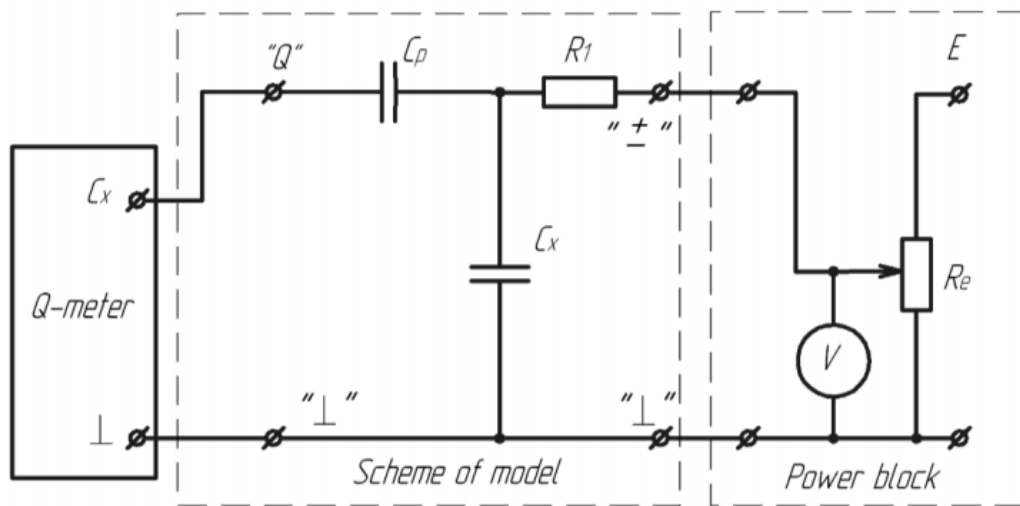 "Q"
Cp
R1
E
"±"
Cx
Cx
Re
Q-meter
V
⊥
"⊥"
"⊥"
Scheme of model
Power block